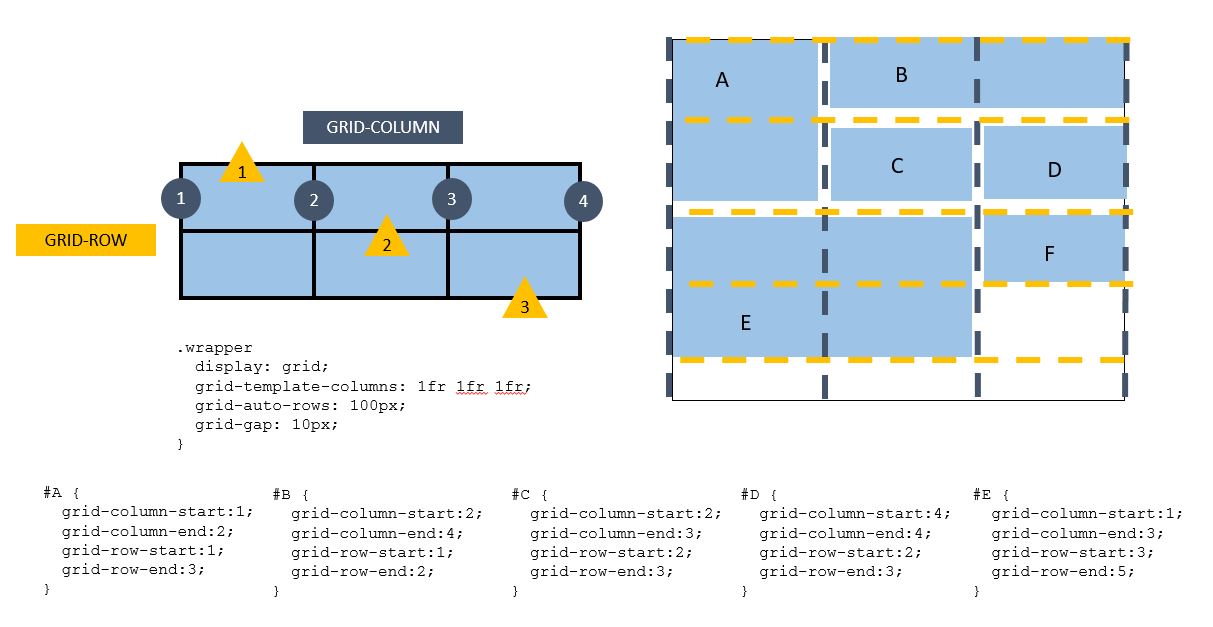 GRID-COLUMN
1
1
2
3
4
GRID-ROW
2
3
A
B
C
D
F
E
.wrapper
display: grid;
grid-template-columns: 1fr 1fr 1fr;
grid-auto-rows: 100px;
grid-gap: 10px;
}
#A {
grid-column-start:1;
grid-column-end:2;
grid-row-start:1;
grid-row-end:3;
}
#B {
grid-column-start:2;
grid-column-end:4;
grid-row-start:1;
grid-row-end:2;
}
#C {
grid-column-start:2;
grid-column-end:3;
grid-row-start:2;
grid-row-end:3;
}
#D {
grid-column-start:4;
grid-column-end:4;
grid-row-start:2;
grid-row-end:3;
}
#E {
grid-column-start:1;
grid-column-end:3;
grid-row-start:3;
grid-row-end:5;
}